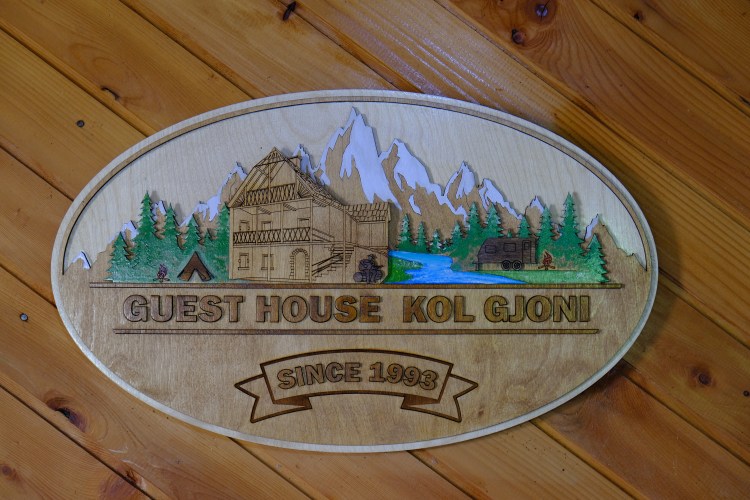 GUEST HOUSE KOL GJONI
SINCE 1993